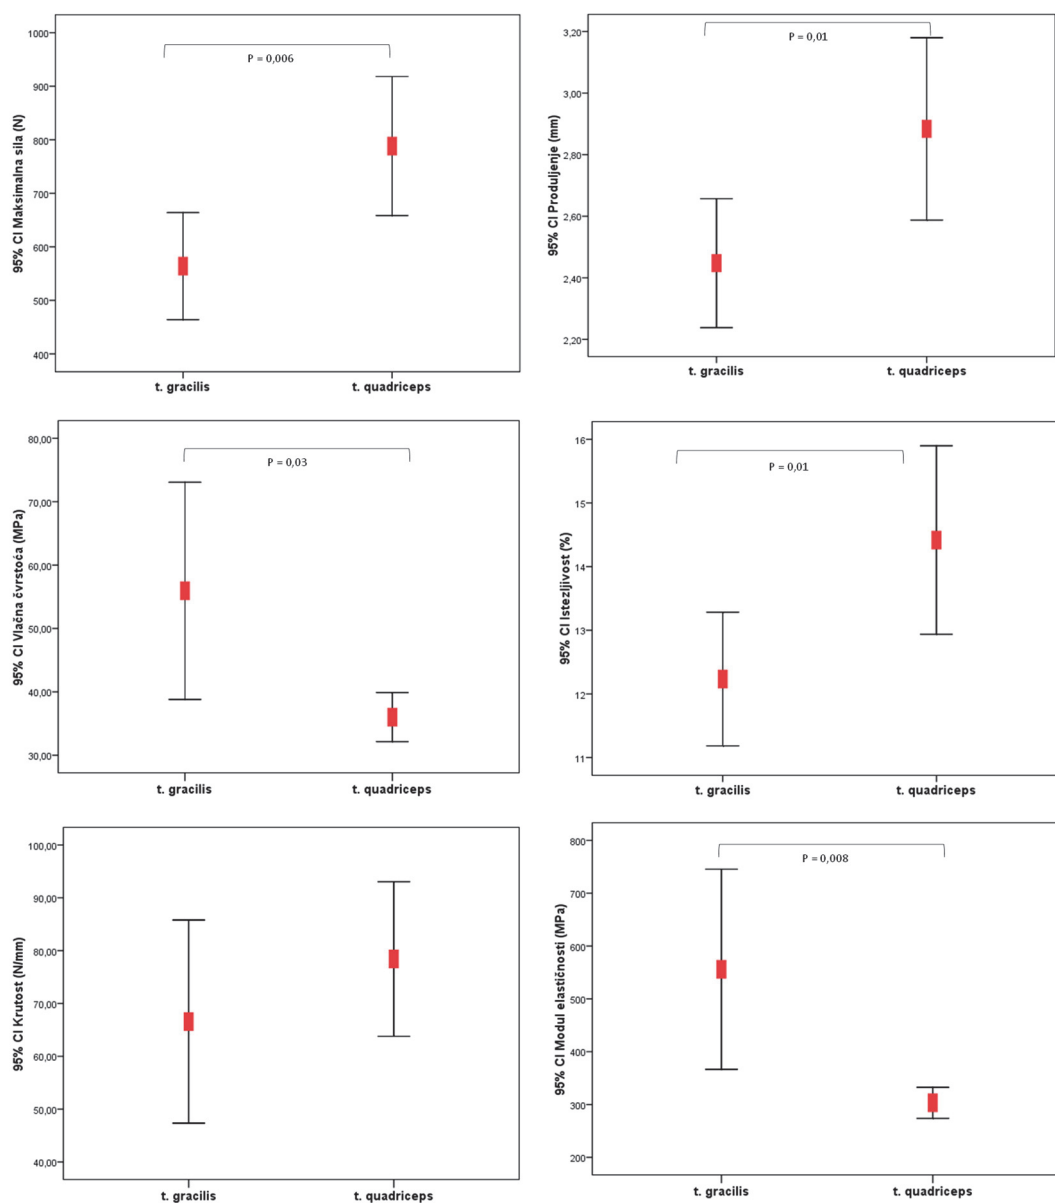 95% CI Maksimalna sila (N)
1000
900
800
700
600
500
400
P = 0,006
t. gracilis
t. quadriceps
95% CI Produljenje (mm)
3,20
3,00
2,80
2,60
2,40
2,20
P = 0,01
t. gracilis
t. quadriceps
95% CI Vlačna čvrstoća (MPa)
80,00
70,00
60,00
50,00
40,00
30,00
P = 0,03
t. gracilis
t. quadriceps
95% CI Istezljivost (%)
16
15
14
13
12
11
P = 0,01
t. gracilis
t. quadriceps
95% CI Krutost (N/mm)
100,00
90,00
80,00
70,00
60,00
50,00
40,00
t. gracilis
t. quadriceps
95% CI Modul elastičnosti (MPa)
800
700
600
500
400
300
200
P = 0,008
t. gracilis
t. quadriceps